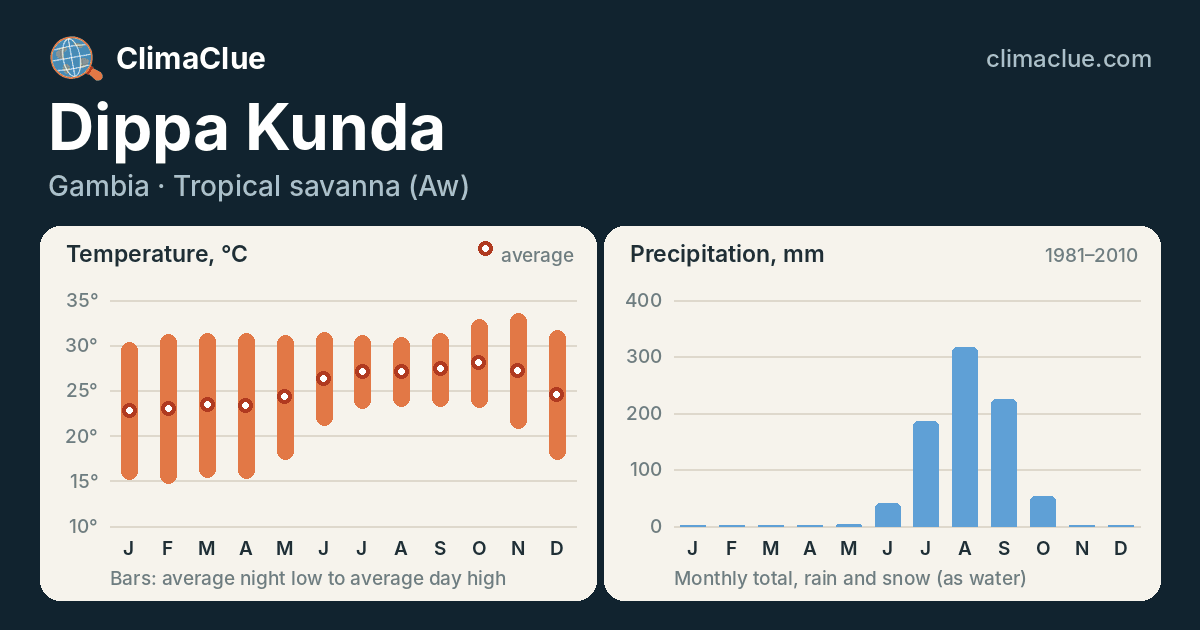 ClimaClue
climaclue.com
Dippa Kunda
Gambia · Tropical savanna (Aw)
Temperature, °C
average
35°
30°
25°
20°
15°
10°
J F M A M J J A S O N D
Bars: average night low to average day high
Precipitation, mm
1981–2010
400
300
200
100
0
J F M A M J J A S O N D
Monthly total, rain and snow (as water)